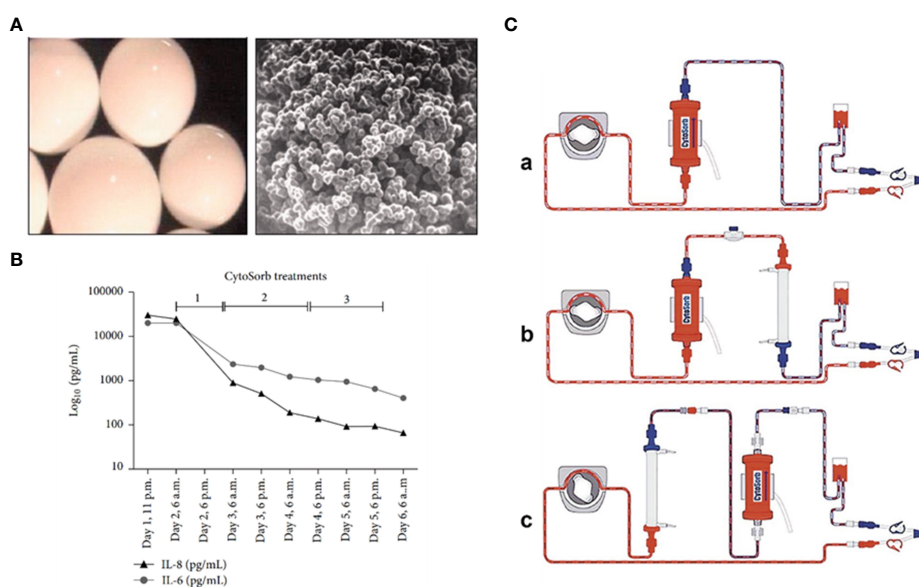 A
B
CytoSorb treatments
1
2
3
100000
10000
1000
100
10
Log₁₀ (pg/mL)
Day 1, 11 p.m.
Day 2, 6 a.m.
Day 2, 6 p.m.
Day 3, 6 a.m.
Day 3, 6 p.m.
Day 4, 6 a.m.
Day 4, 6 p.m.
Day 5, 6 a.m.
Day 5, 6 p.m.
Day 6, 6 a..m
IL-8 (pg/mL)
IL-6 (pg/mL)
C
a
CytoSorb
b
CytoSorb
c
CytoSorb